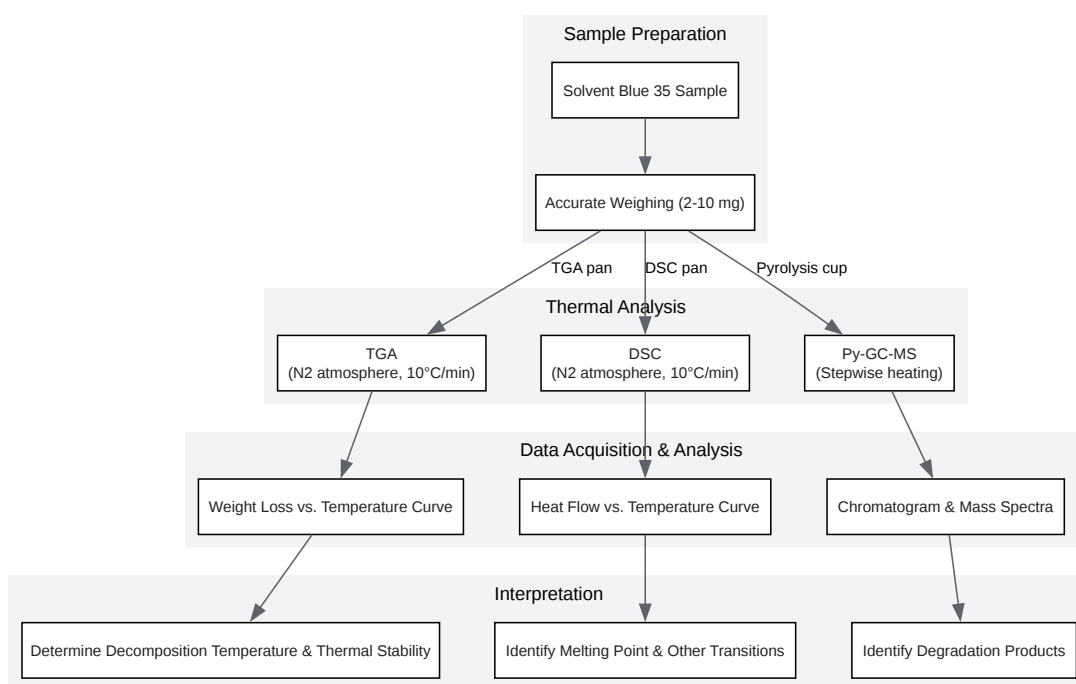 Sample Preparation
Solvent Blue 35 Sample
Accurate Weighing (2-10 mg)
TGA pan
DSC pan
Pyrolysis cup
Thermal Analysis
TGA
(N2 atmosphere, 10°C/min)
DSC
(N2 atmosphere, 10°C/min)
Py-GC-MS
(Stepwise heating)
Data Acquisition & Analysis
Weight Loss vs. Temperature Curve
Heat Flow vs. Temperature Curve
Chromatogram & Mass Spectra
Interpretation
Determine Decomposition Temperature & Thermal Stability
Identify Melting Point & Other Transitions
Identify Degradation Products